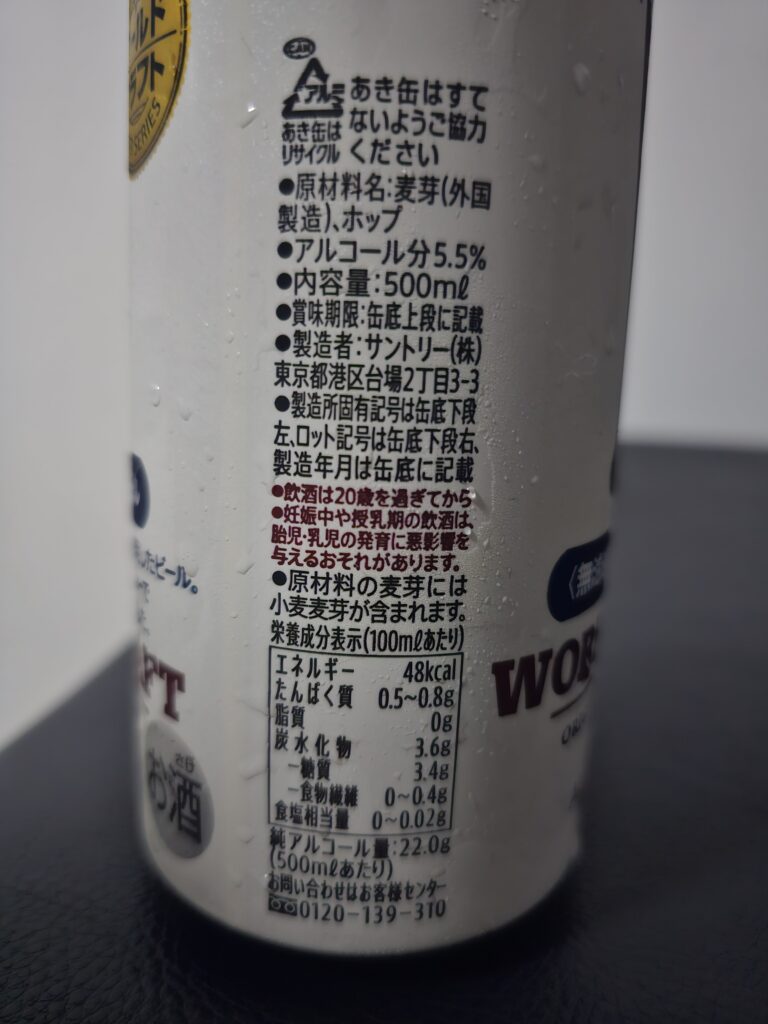 ールド
ラフト
SERIES
アルミ
あき缶は
リサイクル
あき缶はすて
ないようご協力
ください
●原材料名:麦芽(外国
製造)、ホップ
●アルコール分5.5%
●内容量:500mℓ
●賞味期限:缶底上段に記載
●製造者:サントリー(株)
東京都港区台場2丁目3-3
●製造所固有記号は缶底下段
左、ロット記号は缶底下段右、
製造年月は缶底に記載
●飲酒は20歳を過ぎてから
●妊娠中や授乳期の飲酒は、
胎児・乳児の発育に悪影響を
与えるおそれがあります。
●原材料の麦芽には
小麦麦芽が含まれます。
栄養成分表示(100mℓあたり)
エネルギー 48kcal
たんぱく質 0.5~0.8g
脂質 0g
炭水化物 3.6g
−糖質 3.4g
−食物繊維 0~0.4g
食塩相当量 0~0.02g
純アルコール量:22.0g
(500mℓあたり)
お問い合わせはお客様センター
0120-139-310
したビール。
AFT
お酒
〈無
WOR